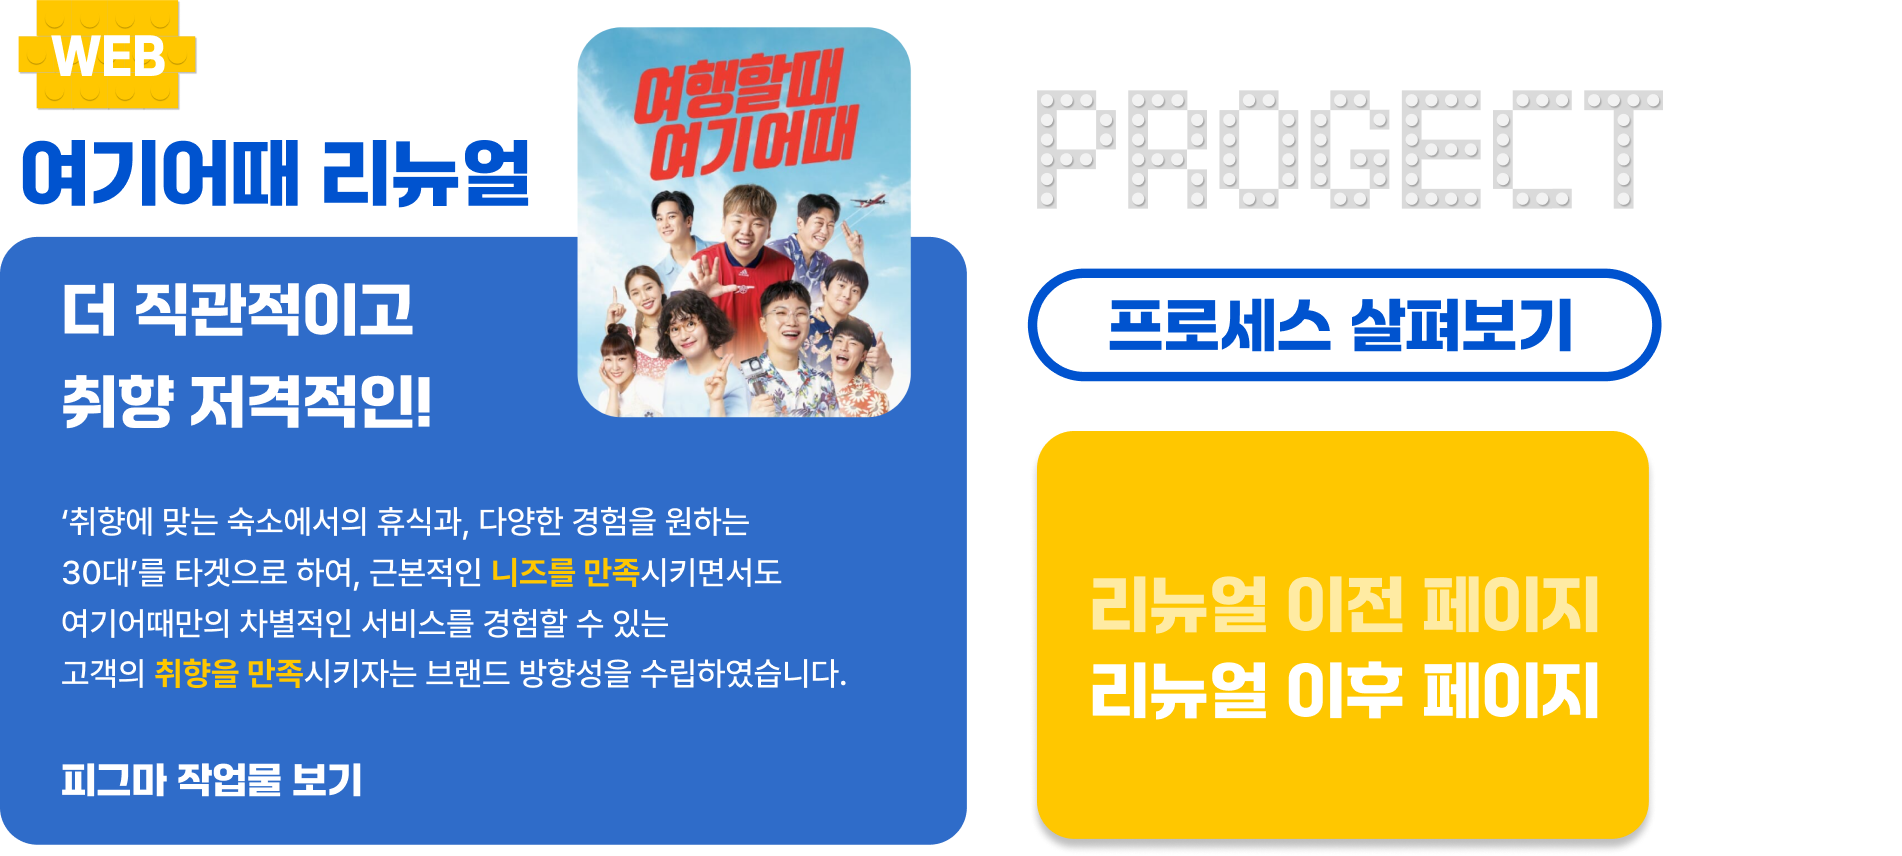 WEB
여기어때 리뉴얼
여행할때
여기어때
더 직관적이고
취향 저격적인!
‘취향에 맞는 숙소에서의 휴식과, 다양한 경험을 원하는
30대’를 타겟으로 하여, 근본적인 니즈를 만족시키면서도
여기어때만의 차별적인 서비스를 경험할 수 있는
고객의 취향을 만족시키자는 브랜드 방향성을 수립하였습니다.
피그마 작업물 보기
PROGECT
프로세스 살펴보기
리뉴얼 이전 페이지
리뉴얼 이후 페이지